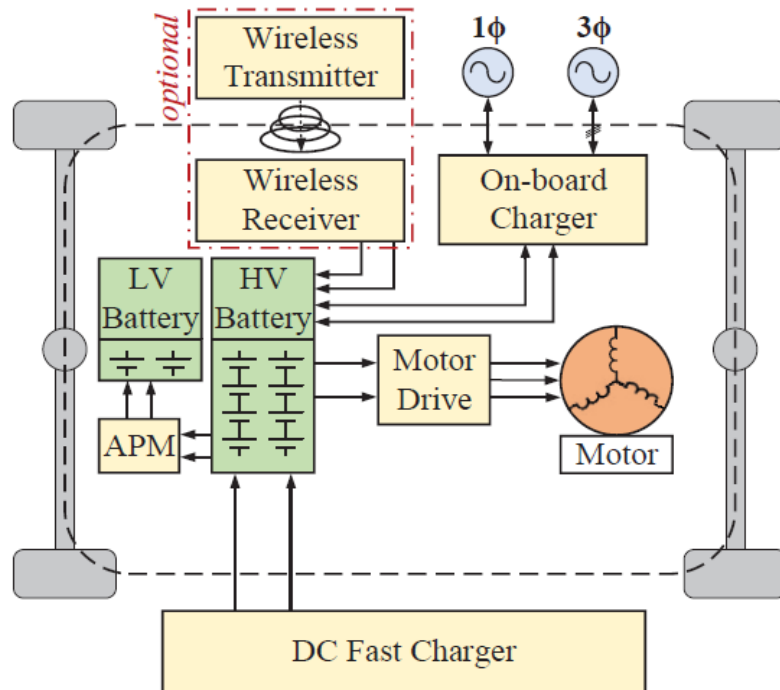 optional
Wireless
Transmitter
1ϕ
3ϕ
Wireless
Receiver
On-board
Charger
LV
Battery
HV
Battery
Motor
Drive
APM
Motor
DC Fast Charger